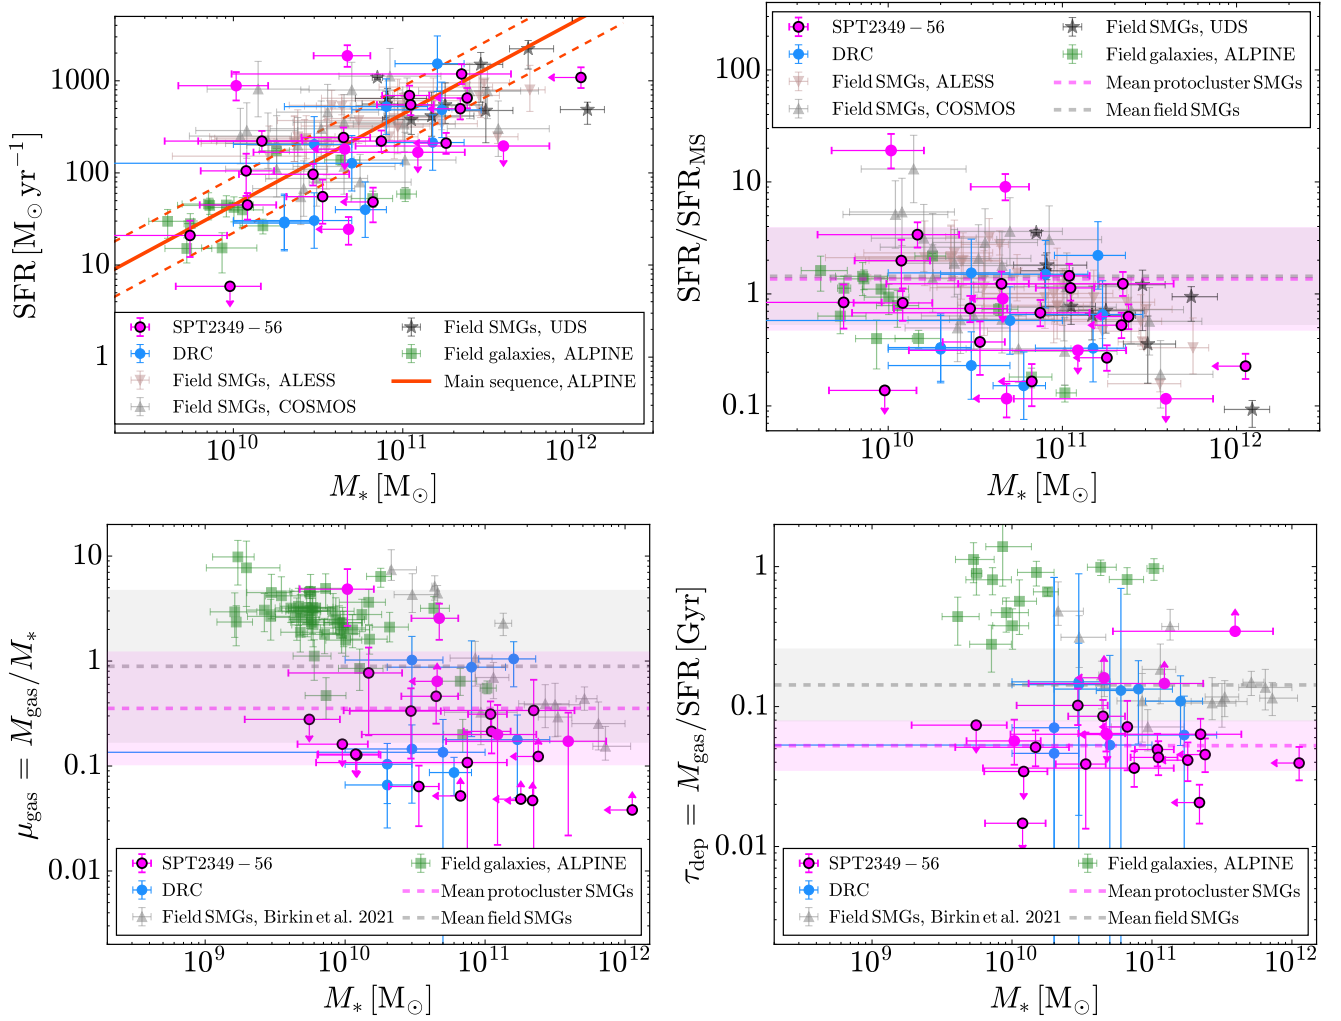 1000
100
10
1
SFR [M⊙ yr⁻¹]
SPT2349−56
DRC
Field SMGs, ALESS
Field SMGs, COSMOS
Field SMGs, UDS
Field galaxies, ALPINE
Main sequence, ALPINE
10¹⁰ 10¹¹ 10¹²
M* [M⊙]
100
10
1
0.1
SFR/SFR_MS
SPT2349−56
DRC
Field SMGs, ALESS
Field SMGs, COSMOS
Field SMGs, UDS
Field galaxies, ALPINE
Mean protocluster SMGs
Mean field SMGs
10¹⁰ 10¹¹ 10¹²
M* [M⊙]
10
1
0.1
0.01
μ_gas = M_gas/M*
SPT2349−56
DRC
Field SMGs, Birkin et al. 2021
Field galaxies, ALPINE
Mean protocluster SMGs
Mean field SMGs
10⁹ 10¹⁰ 10¹¹ 10¹²
M* [M⊙]
1
0.1
0.01
τ_dep = M_gas/SFR [Gyr]
SPT2349−56
DRC
Field SMGs, Birkin et al. 2021
Field galaxies, ALPINE
Mean protocluster SMGs
Mean field SMGs
10⁹ 10¹⁰ 10¹¹ 10¹²
M* [M⊙]